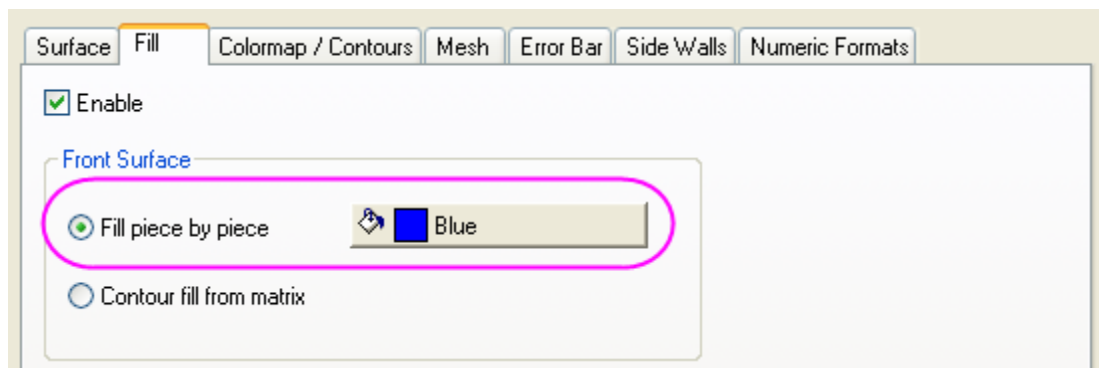 Surface Fill Colormap / Contours Mesh Error Bar Side Walls Numeric Formats
Enable
Front Surface
Fill piece by piece Blue
Contour fill from matrix